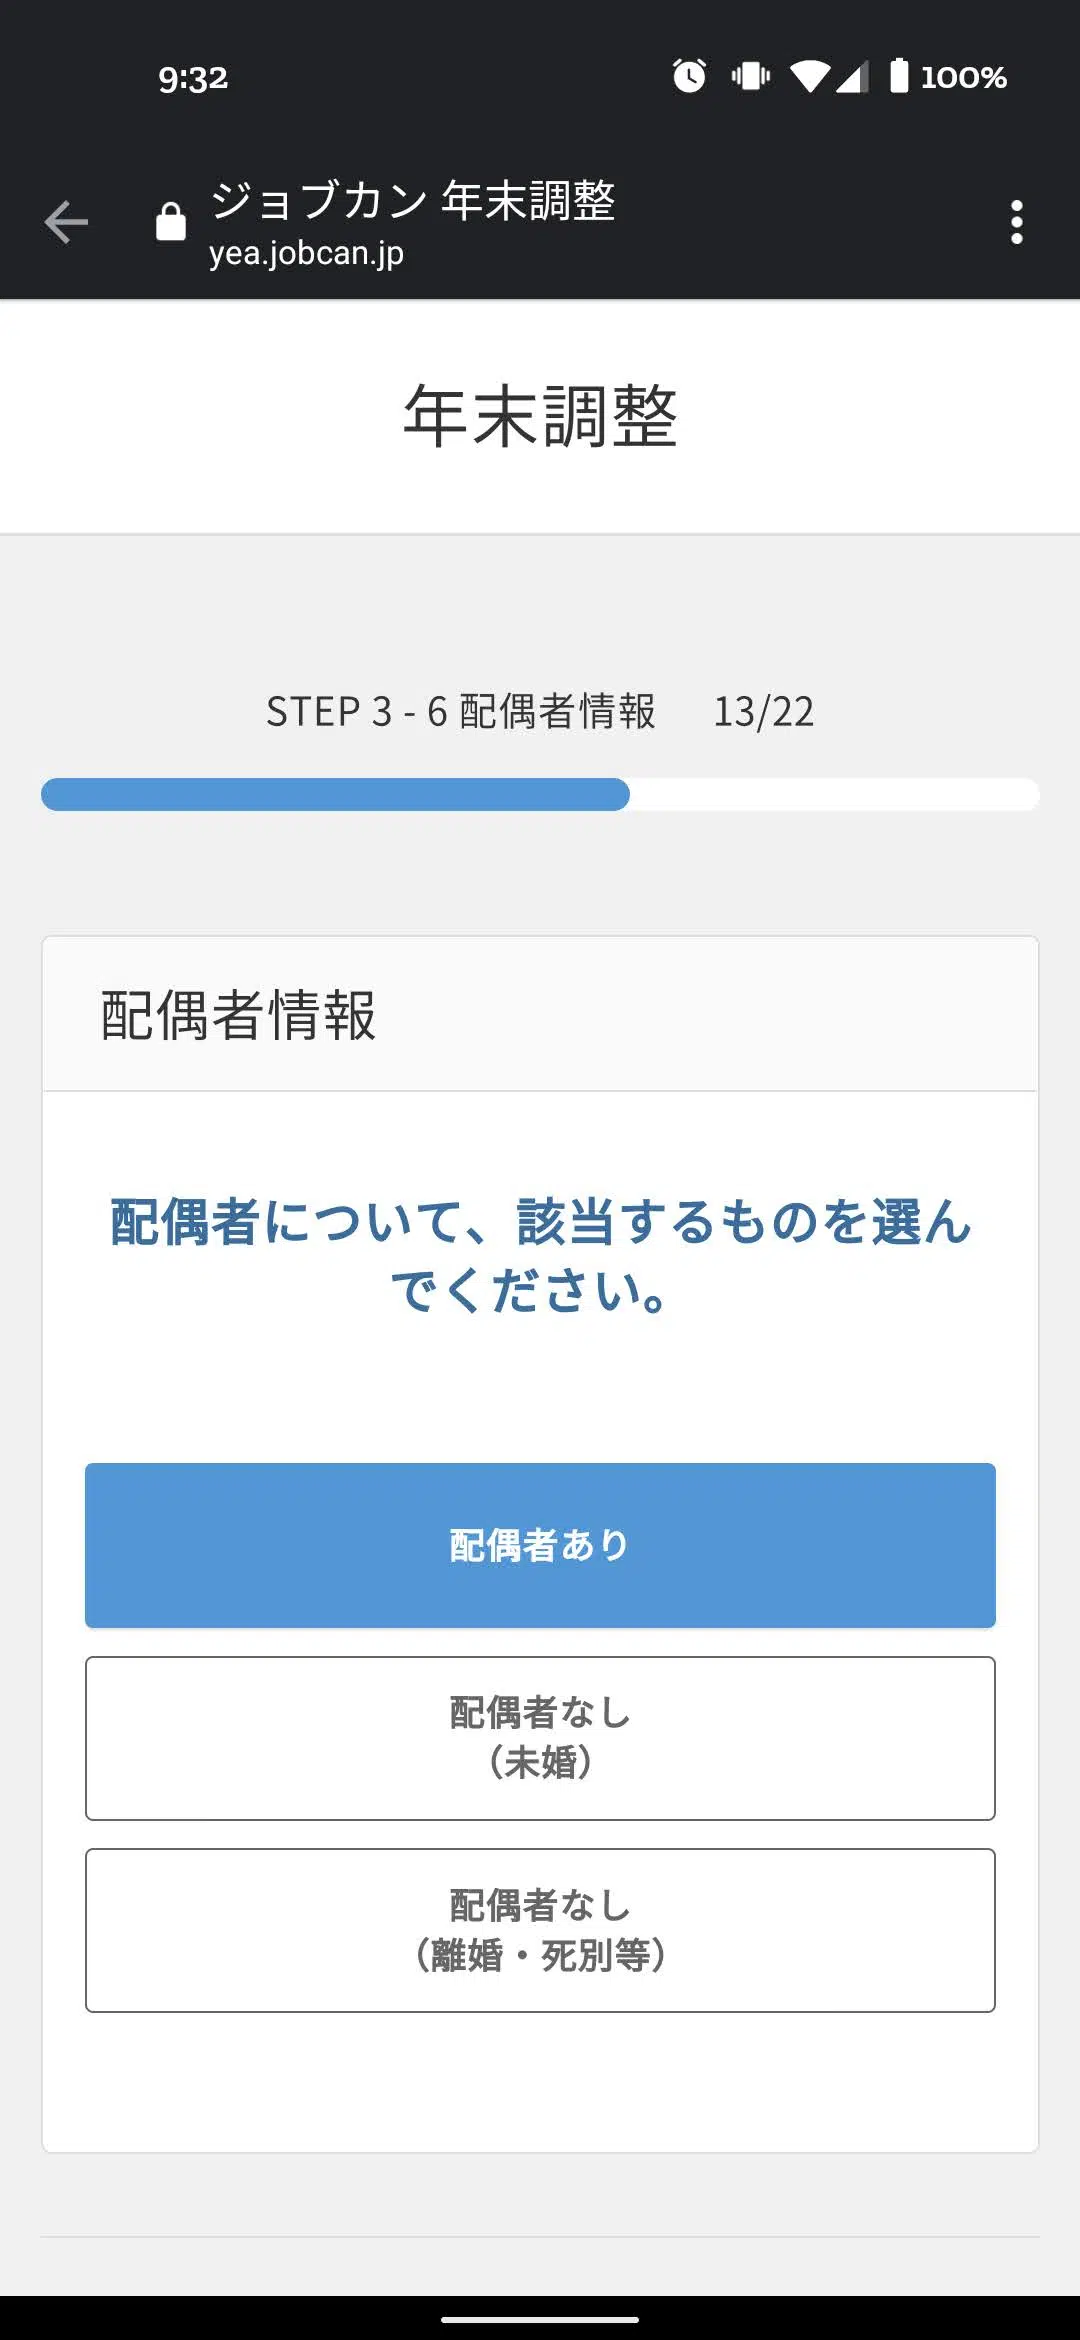 9:32
100%
ジョブカン 年末調整
yea.jobcan.jp
年末調整
STEP 3 - 6 配偶者情報 13/22
配偶者情報
配偶者について、該当するものを選ん
でください。
配偶者あり
配偶者なし
（未婚）
配偶者なし
（離婚・死別等）